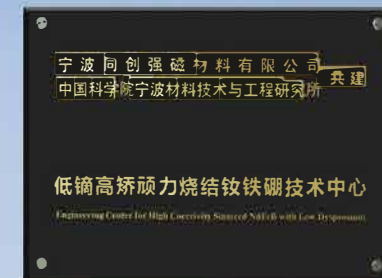 宁波同创强磁材料有限公司
中国科学院宁波材料技术与工程研究所
共建
低镝高矫顽力烧结钕铁硼技术中心
Engineering Center for High Coercivity Sintered NdFeB with Low Dysprosium